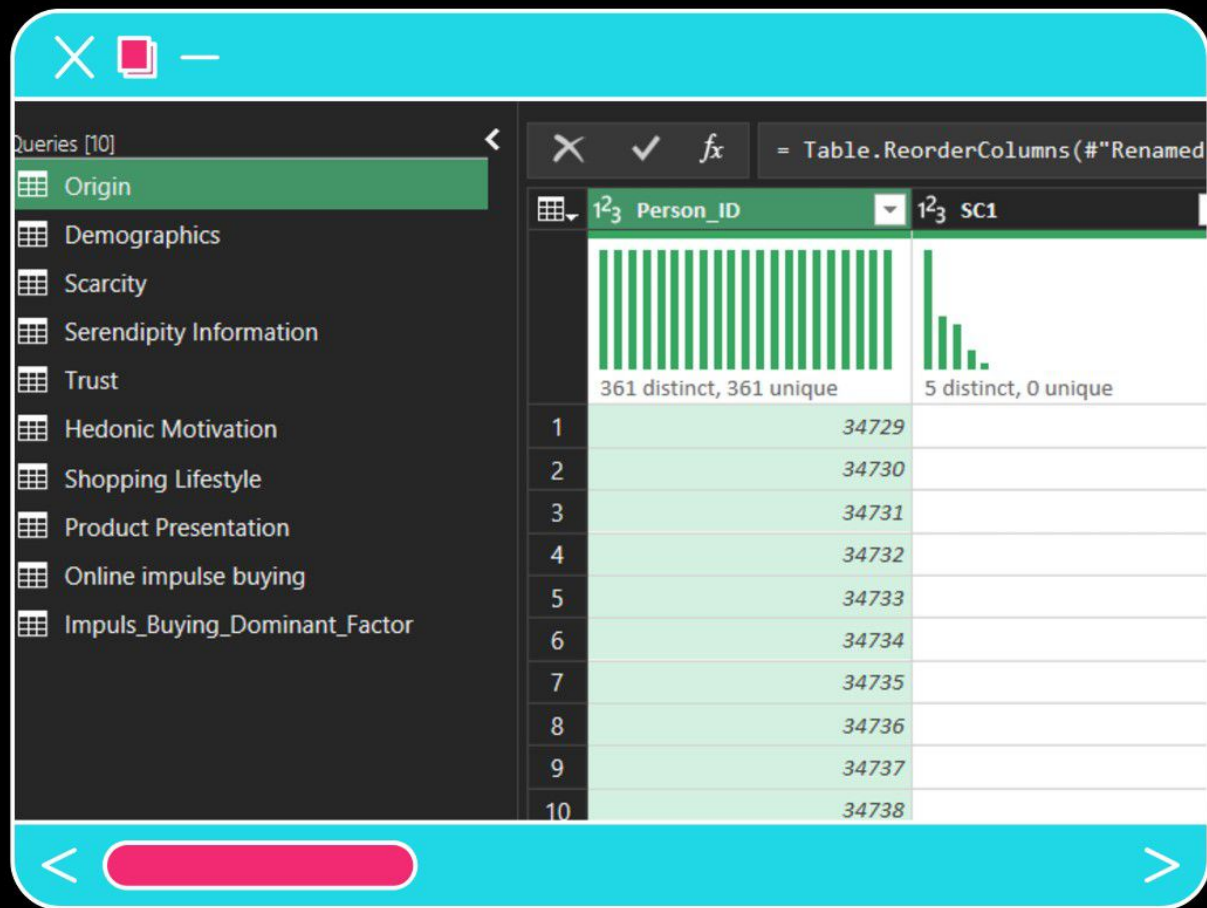 Queries [10]
Origin
Demographics
Scarcity
Serendipity Information
Trust
Hedonic Motivation
Shopping Lifestyle
Product Presentation
Online impulse buying
Impuls_Buying_Dominant_Factor
fx = Table.ReorderColumns(#"Renamed
1²3 Person_ID 1²3 SC1
361 distinct, 361 unique 5 distinct, 0 unique
1 34729
2 34730
3 34731
4 34732
5 34733
6 34734
7 34735
8 34736
9 34737
10 34738